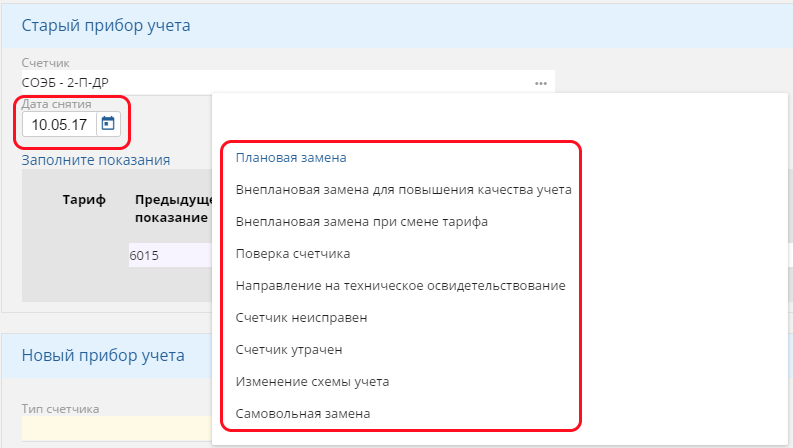 Старый прибор учета
Счетчик
СОЭБ - 2-П-ДР
...
Дата снятия
10.05.17
Заполните показания
Тариф
Предыдуще
показание
6015
Плановая замена
Внеплановая замена для повышения качества учета
Внеплановая замена при смене тарифа
Поверка счетчика
Направление на техническое освидетельствование
Счетчик неисправен
Счетчик утрачен
Изменение схемы учета
Самовольная замена
Новый прибор учета
Тип счетчика